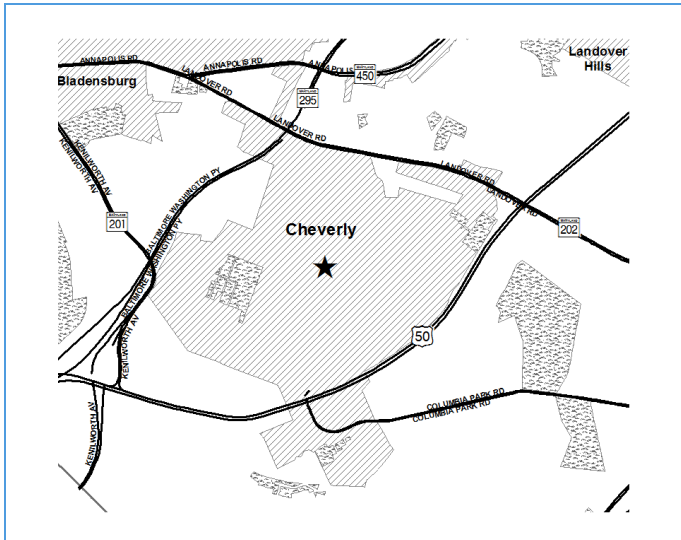 ANNAPOLIS RD
ANNAPOLIS RD
ANNAPOLIS
Landover
Hills
Bladensburg
LANDOVER RD
450
295
LANDOVER RD
KENILWORTH AV
KENILWORTH AV
LANDOVER RD
LANDOVER RD
BALTIMORE WASHINGTON PY
BALTIMORE WASHINGTON PY
201
202
Cheverly
50
KENILWORTH AV
COLUMBIA PARK RD
COLUMBIA PARK RD
KENILWORTH AV